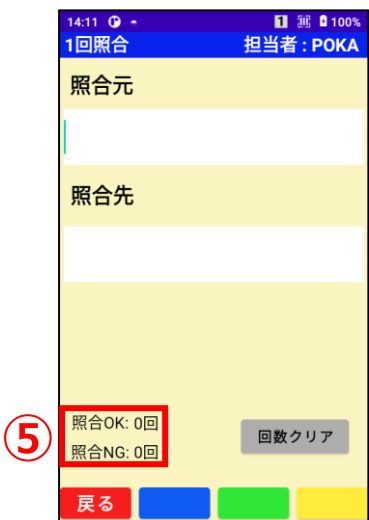 14:11 1 100%
1回照合 担当者 : POKA
照合元
照合先
⑤
照合OK: 0回
照合NG: 0回
回数クリア
戻る